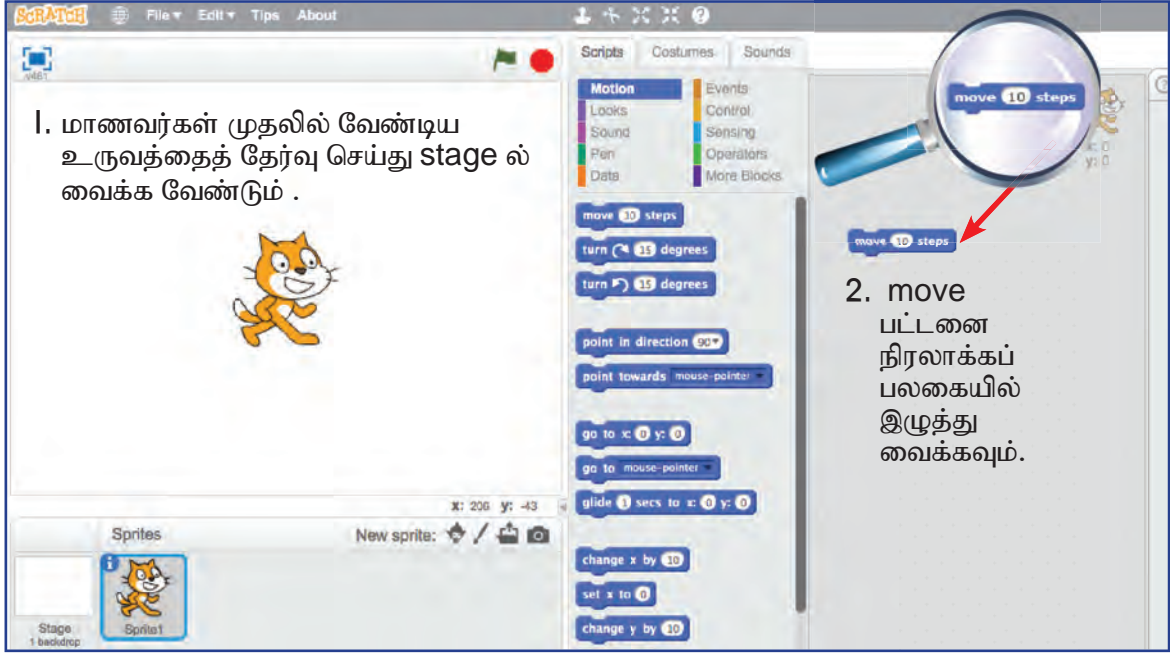 SCRATCH File▼ Edit▼ Tips About
v461
1. மாணவர்கள் முதலில் வேண்டிய
உருவத்தைத் தேர்வு செய்து stage ல்
வைக்க வேண்டும் .
x: 206 y: -43
Sprites New sprite:
Stage
1 backdrop
Sprite1
Scripts Costumes Sounds
Motion Events
Looks Control
Sound Sensing
Pen Operators
Data More Blocks
move 10 steps
turn 15 degrees
turn 15 degrees
point in direction 90▼
point towards mouse-pointer
go to x: 0 y: 0
go to mouse-pointer
glide 1 secs to x: 0 y: 0
change x by 10
set x to 0
change y by 10
move 10 steps
x: 0
y: 0
move 10 steps
2. move
பட்டனை
நிரலாக்கப்
பலகையில்
இழுத்து
வைக்கவும்.